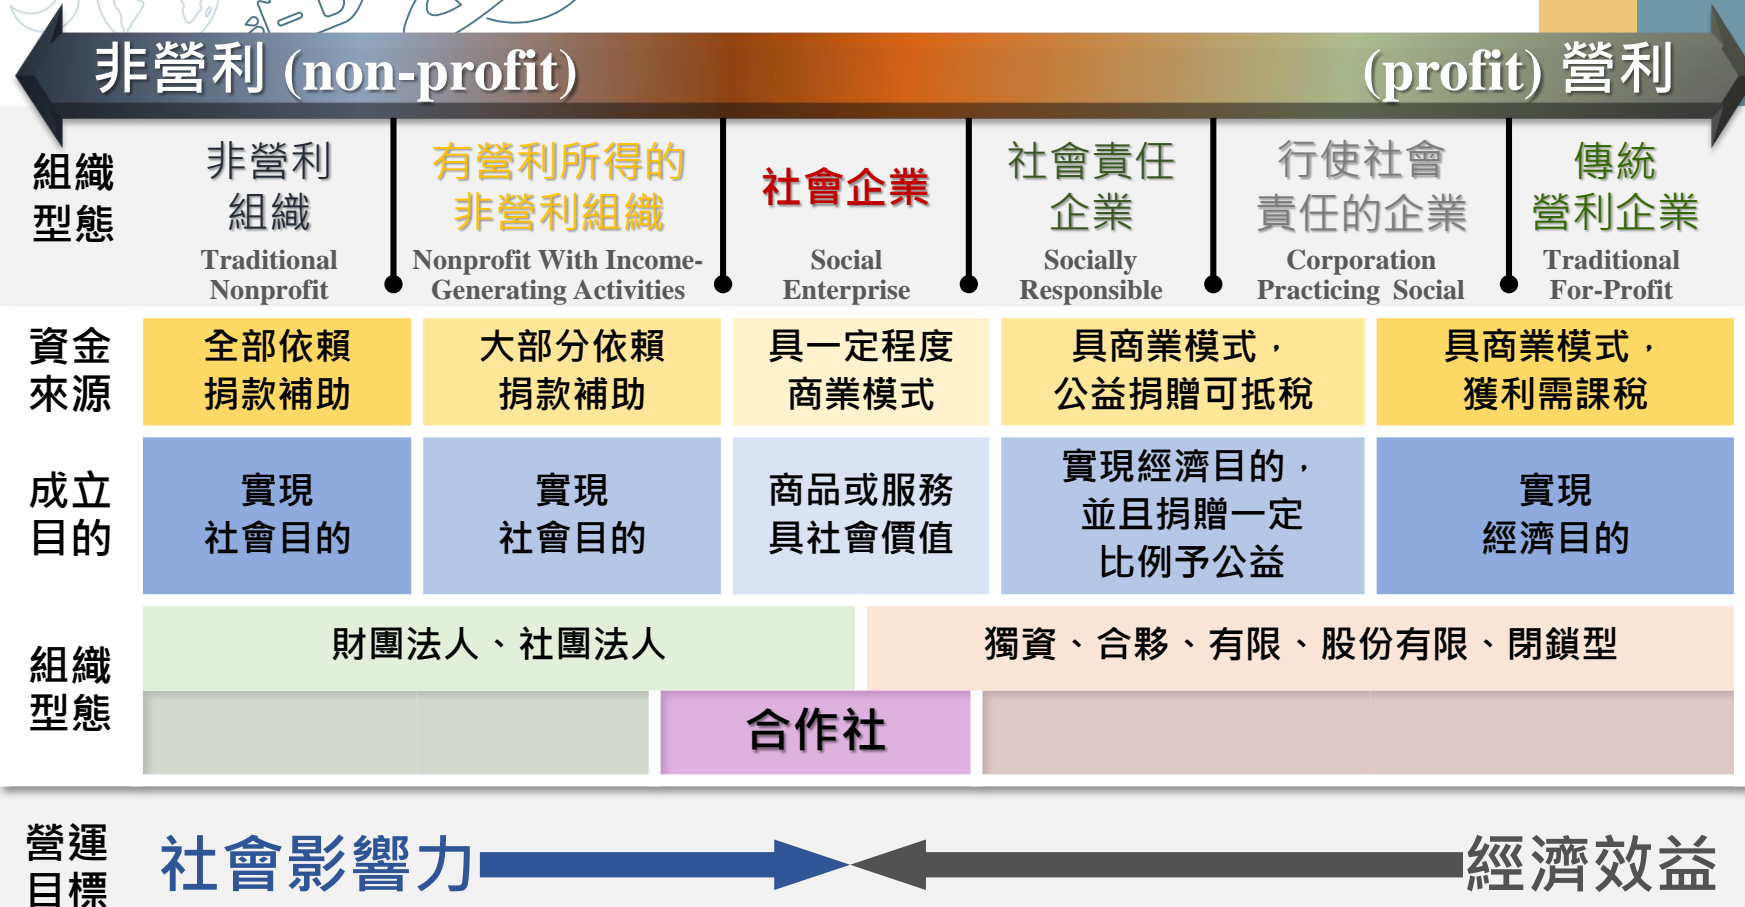 非營利 (non-profit)
(profit) 營利
組織
型態
非營利
組織
Traditional
Nonprofit
有營利所得的
非營利組織
Nonprofit With Income-
Generating Activities
社會企業
Social
Enterprise
社會責任
企業
Socially
Responsible
行使社會
責任的企業
Corporation
Practicing Social
傳統
營利企業
Traditional
For-Profit
資金
來源
全部依賴
捐款補助
大部分依賴
捐款補助
具一定程度
商業模式
具商業模式，
公益捐贈可抵稅
具商業模式，
獲利需課稅
成立
目的
實現
社會目的
實現
社會目的
商品或服務
具社會價值
實現經濟目的，
並且捐贈一定
比例予公益
實現
經濟目的
組織
型態
財團法人、社團法人
獨資、合夥、有限、股份有限、閉鎖型
合作社
營運
目標
社會影響力
經濟效益